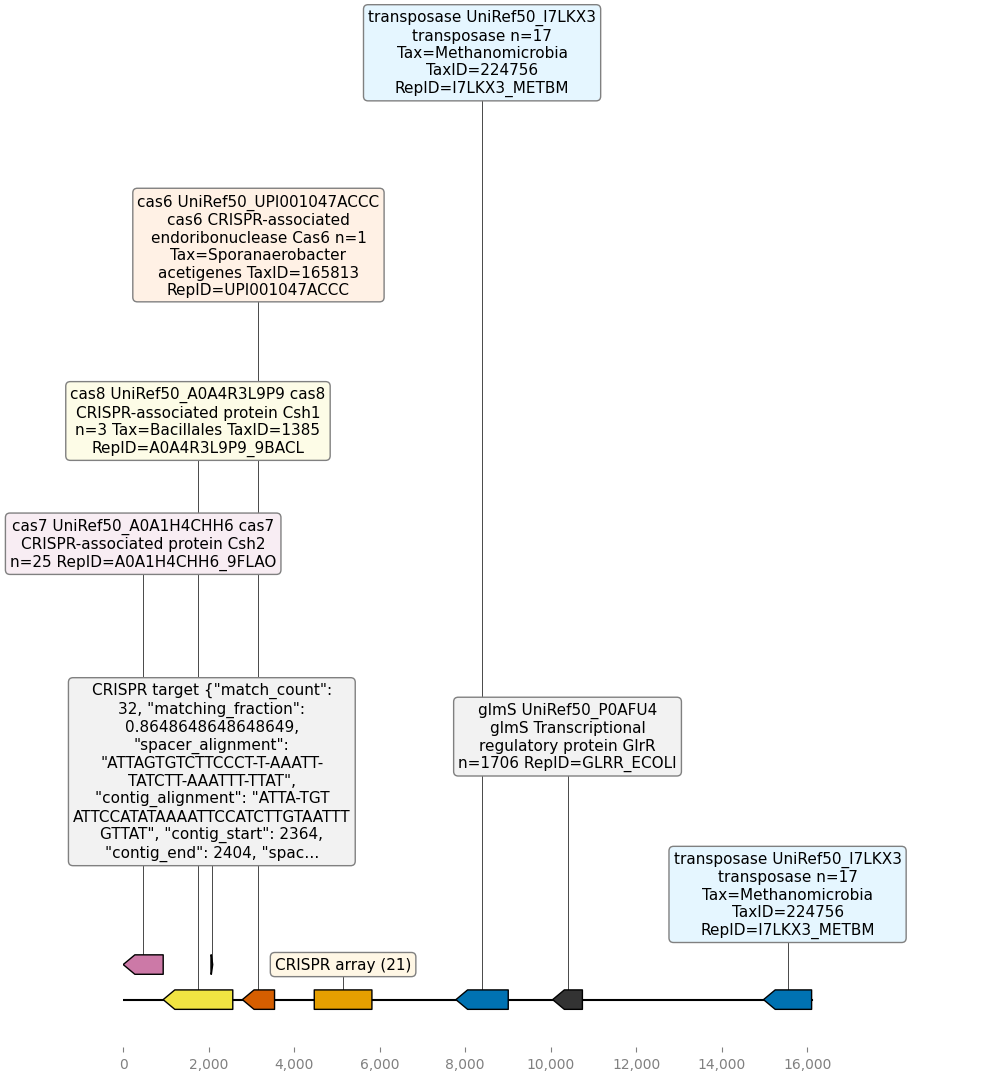 transposase UniRef50_I7LKX3
transposase n=17
Tax=Methanomicrobia
TaxID=224756
RepID=I7LKX3_METBM
cas6 UniRef50_UPI001047ACCC
cas6 CRISPR-associated
endoribonuclease Cas6 n=1
Tax=Sporanaerobacter
acetigenes TaxID=165813
RepID=UPI001047ACCC
cas8 UniRef50_A0A4R3L9P9 cas8
CRISPR-associated protein Csh1
n=3 Tax=Bacillales TaxID=1385
RepID=A0A4R3L9P9_9BACL
cas7 UniRef50_A0A1H4CHH6 cas7
CRISPR-associated protein Csh2
n=25 RepID=A0A1H4CHH6_9FLAO
CRISPR target {"match_count":
32, "matching_fraction":
0.8648648648648649,
"spacer_alignment":
"ATTAGTGTCTTCCCT-T-AAATT-
TATCTT-AAATTT-TTAT",
"contig_alignment": "ATTA-TGT
ATTCCATATAAAATTCCATCTTGTAATTT
GTTAT", "contig_start": 2364,
"contig_end": 2404, "spac...
glmS UniRef50_P0AFU4
glmS Transcriptional
regulatory protein GlrR
n=1706 RepID=GLRR_ECOLI
transposase UniRef50_I7LKX3
transposase n=17
Tax=Methanomicrobia
TaxID=224756
RepID=I7LKX3_METBM
CRISPR array (21)
0 2,000 4,000 6,000 8,000 10,000 12,000 14,000 16,000